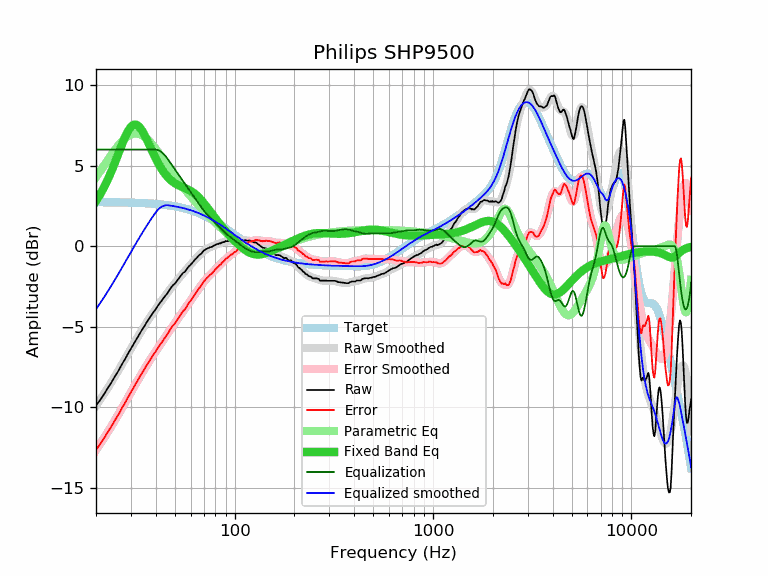 Philips SHP9500
10
5
0
−5
−10
−15
Amplitude (dBr)
Target
Raw Smoothed
Error Smoothed
Raw
Error
Parametric Eq
Fixed Band Eq
Equalization
Equalized smoothed
100
1000
10000
Frequency (Hz)